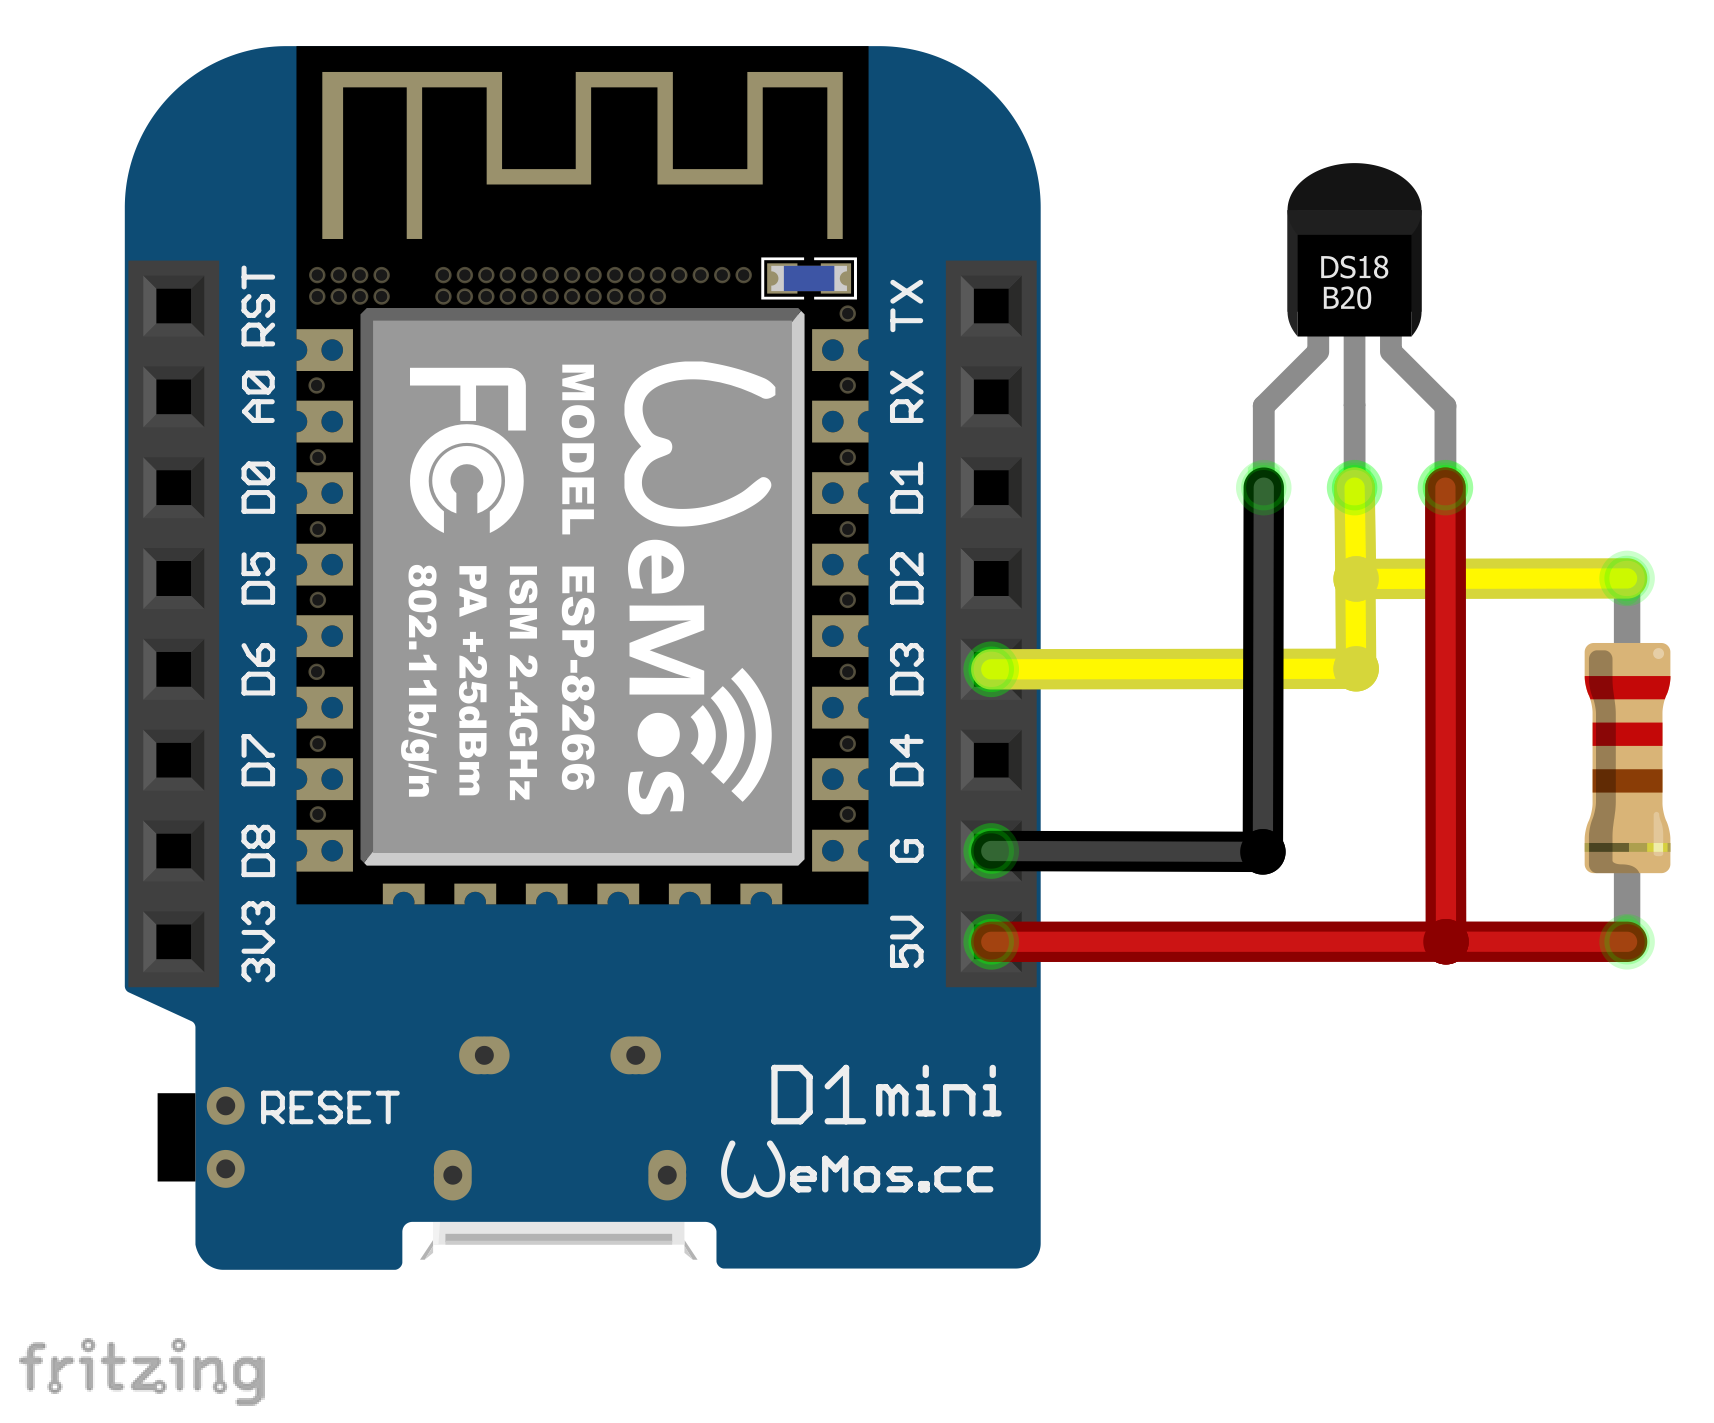 RST
A0
D0
D5
D6
D7
D8
3V3
TX
RX
D1
D2
D3
D4
G
5V
WeMos
MODEL ESP-8266
ISM 2.4GHz
PA +25dBm
802.11b/g/n
FC
DS18
B20
RESET
D1mini
WeMos.cc
fritzing